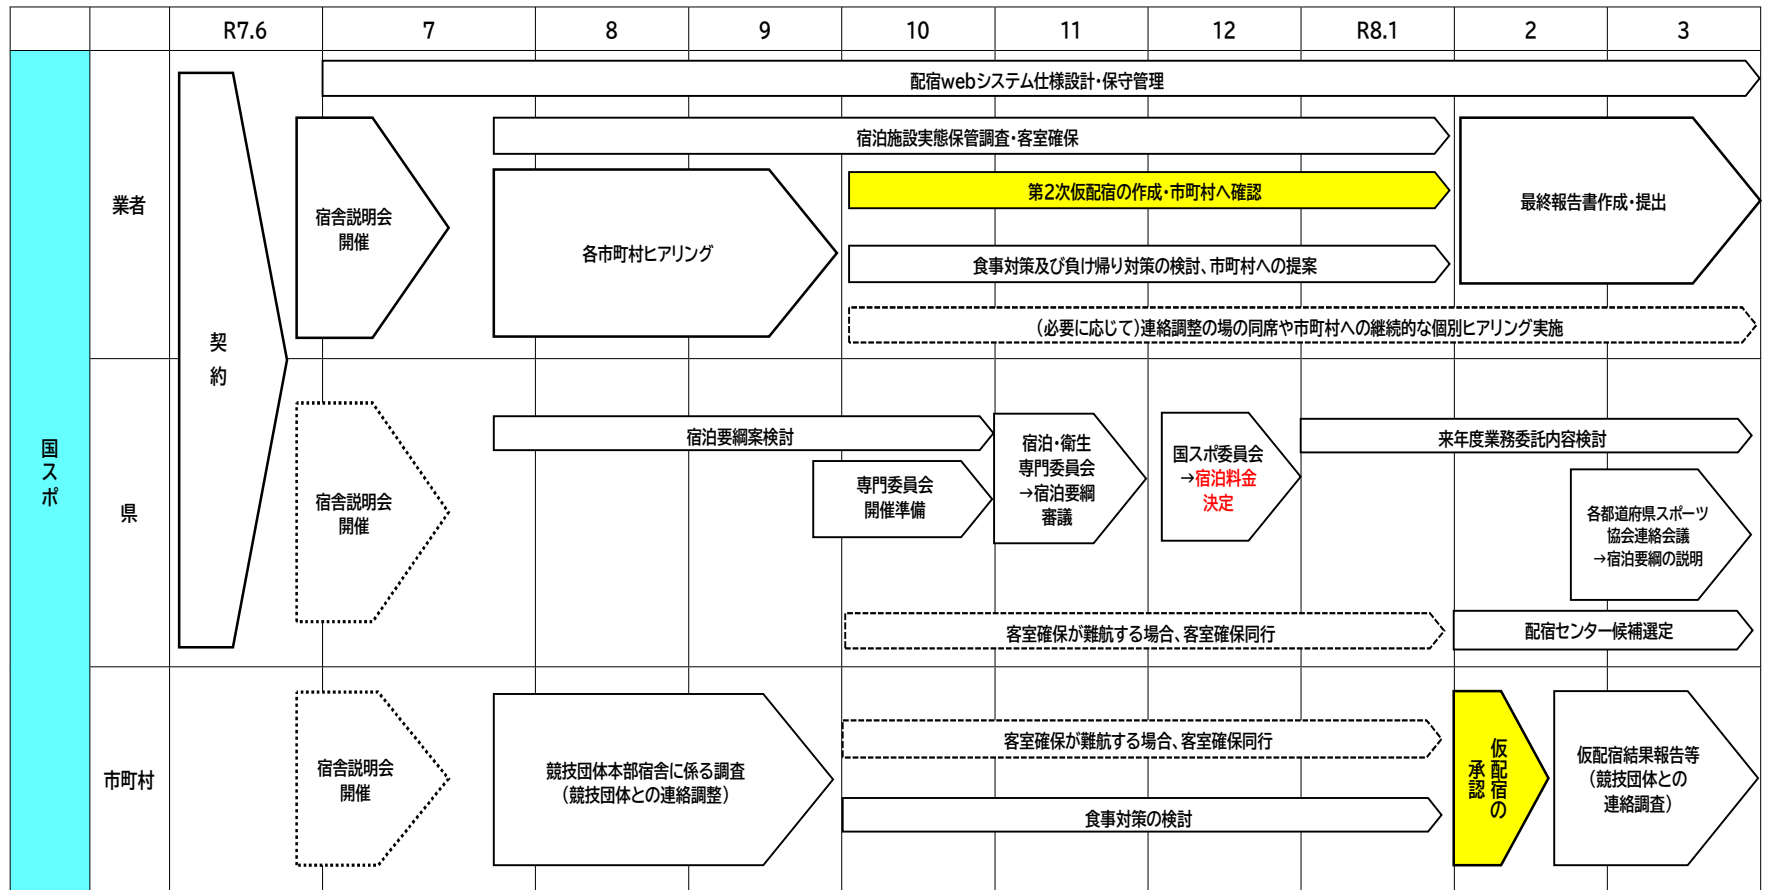 R7.6
7
8
9
10
11
12
R8.1
2
3
国スポ
業者
契約
配宿webシステム仕様設計・保守管理
宿舎説明会
開催
宿泊施設実態保管調査・客室確保
各市町村ヒアリング
第2次仮配宿の作成・市町村へ確認
食事対策及び負け帰り対策の検討、市町村への提案
(必要に応じて)連絡調整の場の同席や市町村への継続的な個別ヒアリング実施
最終報告書作成・提出
県
宿舎説明会
開催
宿泊要綱案検討
専門委員会
開催準備
宿泊・衛生
専門委員会
→宿泊要綱
審議
国スポ委員会
→宿泊料金
決定
来年度業務委託内容検討
各都道府県スポーツ
協会連絡会議
→宿泊要綱の説明
客室確保が難航する場合、客室確保同行
配宿センター候補選定
市町村
宿舎説明会
開催
競技団体本部宿舎に係る調査
(競技団体との連絡調整)
客室確保が難航する場合、客室確保同行
食事対策の検討
仮配宿の
承認
仮配宿結果報告等
(競技団体との
連絡調査)